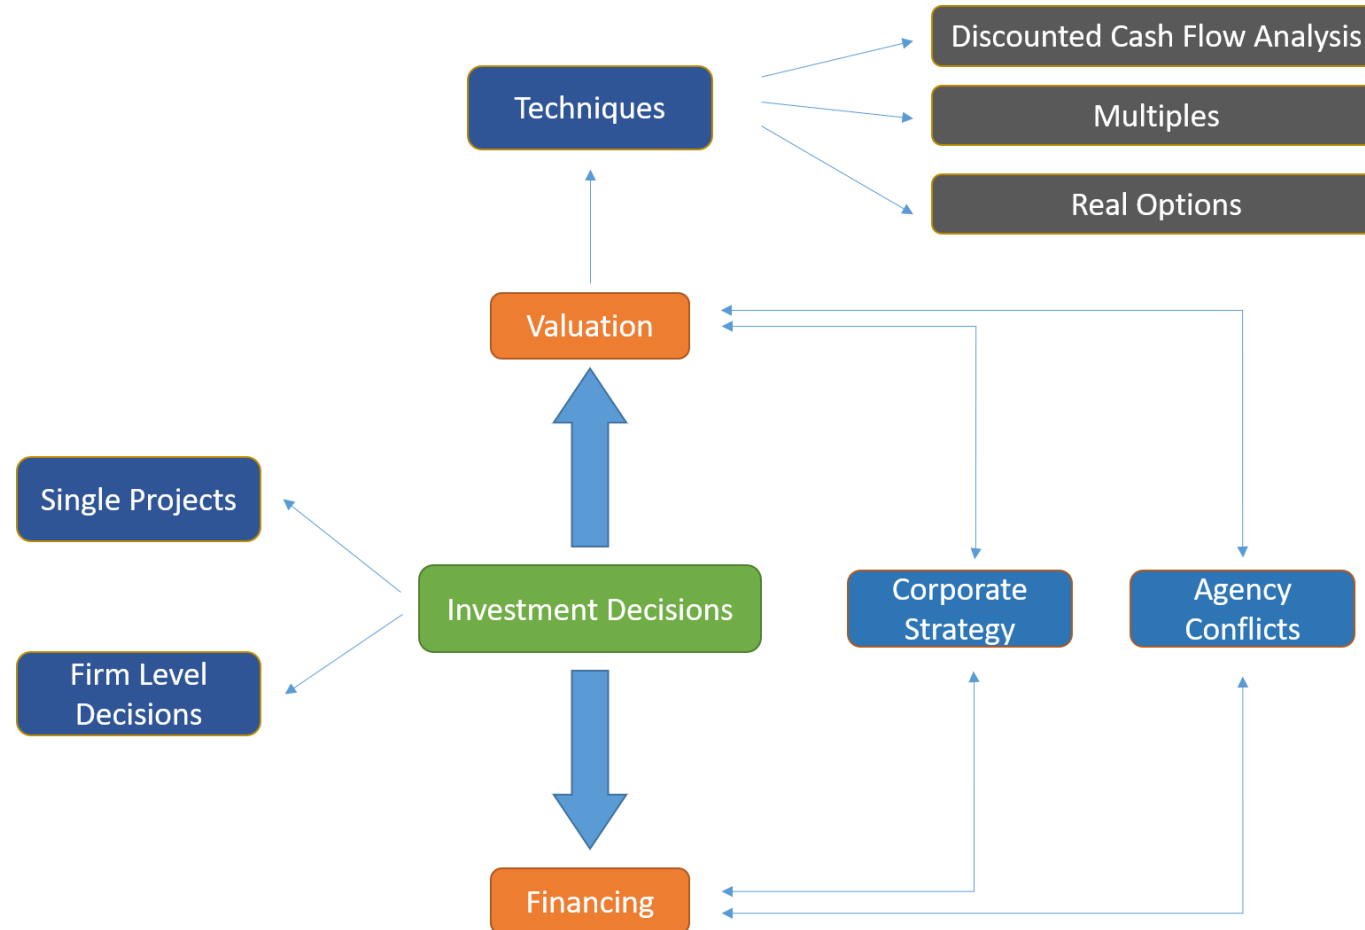 Discounted Cash Flow Analysis
Techniques
Multiples
Real Options
Valuation
Single Projects
Investment Decisions
Corporate
Strategy
Agency
Conflicts
Firm Level
Decisions
Financing